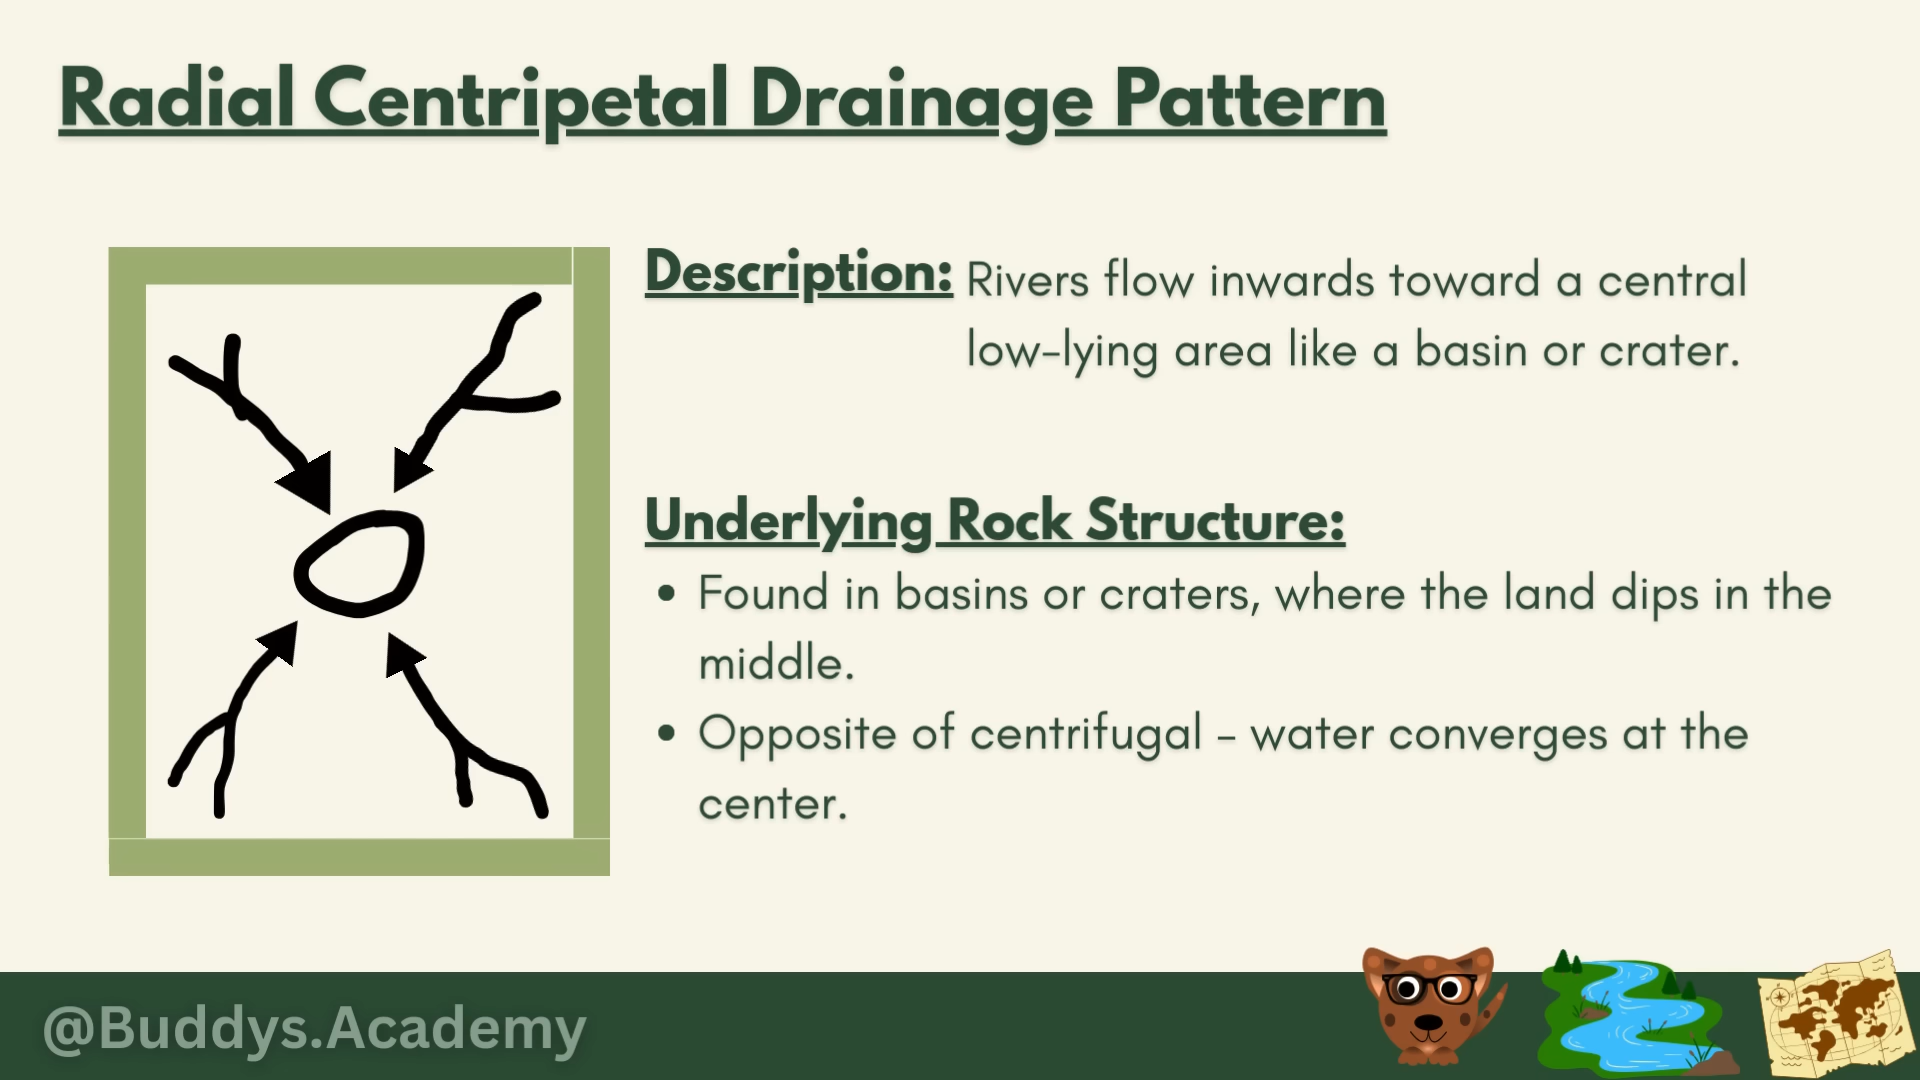 Radial Centripetal Drainage Pattern
Description: Rivers flow inwards toward a central
low-lying area like a basin or crater.
Underlying Rock Structure:
• Found in basins or craters, where the land dips in the
middle.
• Opposite of centrifugal – water converges at the
center.
@Buddys.Academy